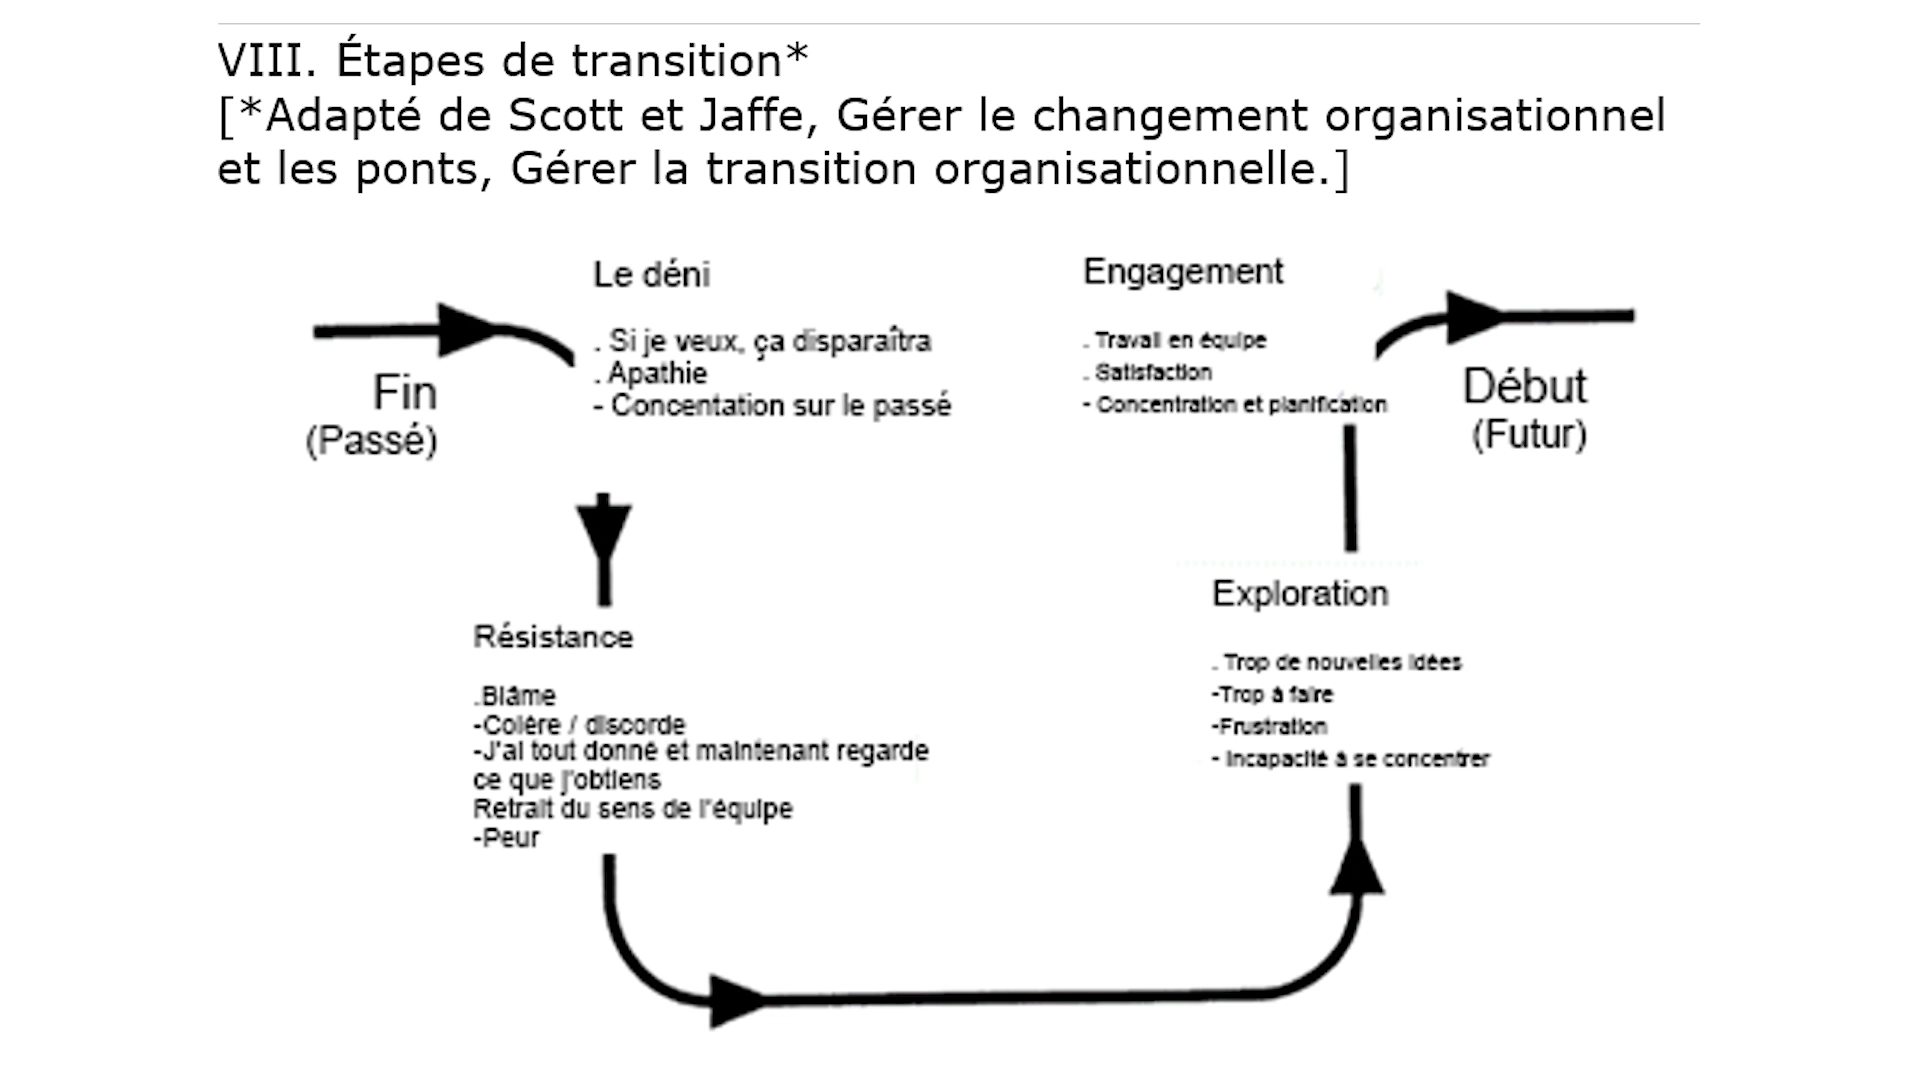 VIII. Étapes de transition*
[*Adapté de Scott et Jaffe, Gérer le changement organisationnel
et les ponts, Gérer la transition organisationnelle.]
Fin
(Passé)
Le déni
. Si je veux, ça disparaîtra
. Apathie
- Concentation sur le passé
Résistance
.Blâme
-Colère / discorde
-J'ai tout donné et maintenant regarde
ce que j'obtiens
Retrait du sens de l'équipe
-Peur
Exploration
. Trop de nouvelles idées
-Trop à faire
-Frustration
- Incapacité à se concentrer
Engagement
. Travail en équipe
. Satisfaction
- Concentration et planification
Début
(Futur)